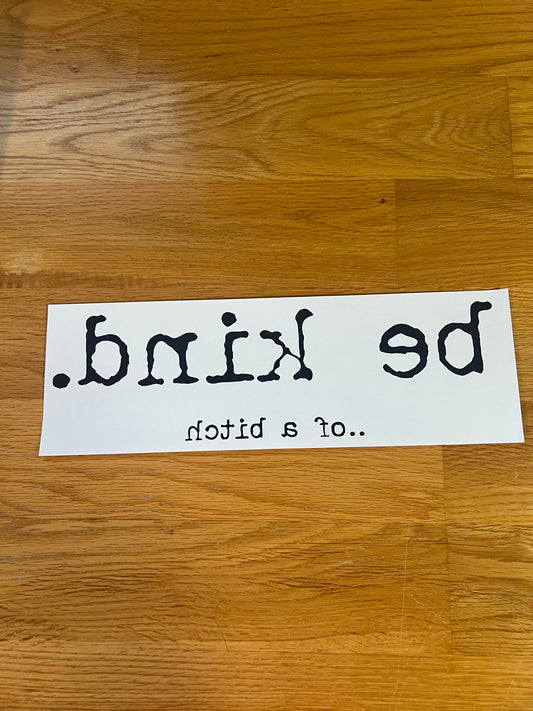 be kind.
..of a bitch